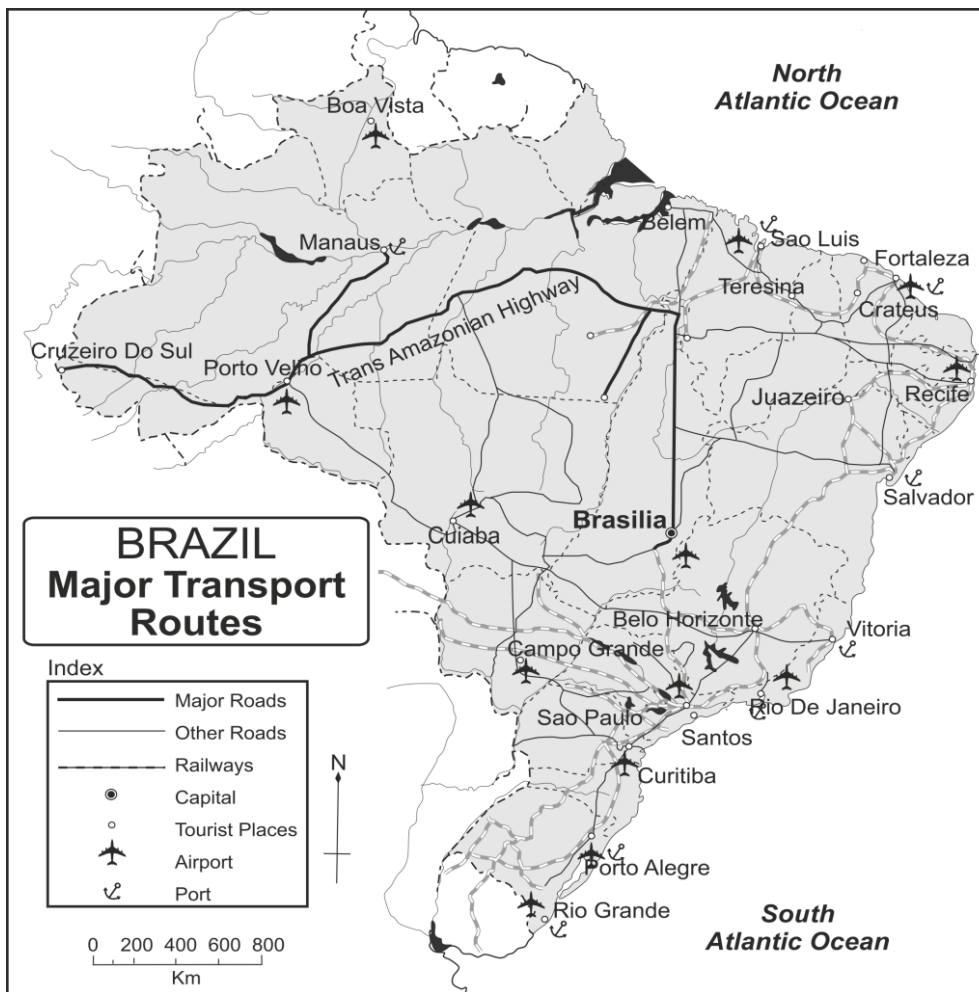 North
Atlantic Ocean
Boa Vista
Belem
Manaus
Sao Luis
Fortaleza
Teresina
Crateus
Trans Amazonian Highway
Cruzeiro Do Sul
Porto Velho
Juazeiro
Recife
Salvador
Brasilia
Cuiaba
BRAZIL
Major Transport
Routes
Belo Horizonte
Vitoria
Campo Grande
Rio De Janeiro
Sao Paulo
Santos
Curitiba
Porto Alegre
Rio Grande
Index
Major Roads
Other Roads
Railways
Capital
Tourist Places
Airport
Port
N
0 200 400 600 800
Km
South
Atlantic Ocean